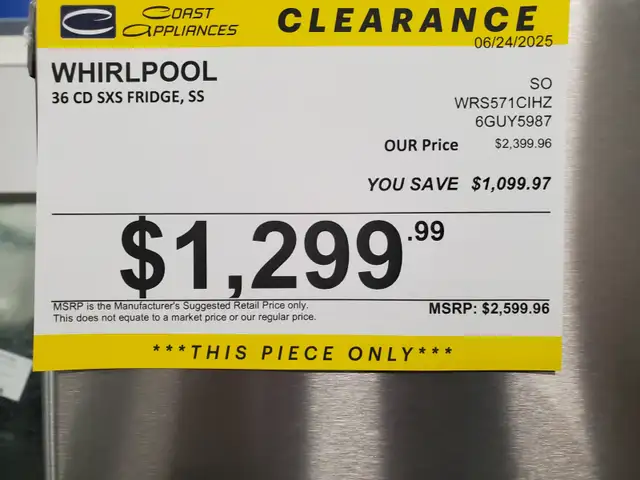 COAST
APPLIANCES
CLEARANCE
06/24/2025
WHIRLPOOL
36 CD SXS FRIDGE, SS
SO
WRS571CIHZ
6GUY5987
OUR Price $2,399.96
YOU SAVE $1,099.97
$1,299.99
MSRP is the Manufacturer's Suggested Retail Price only.
This does not equate to a market price or our regular price.
MSRP: $2,599.96
***THIS PIECE ONLY***